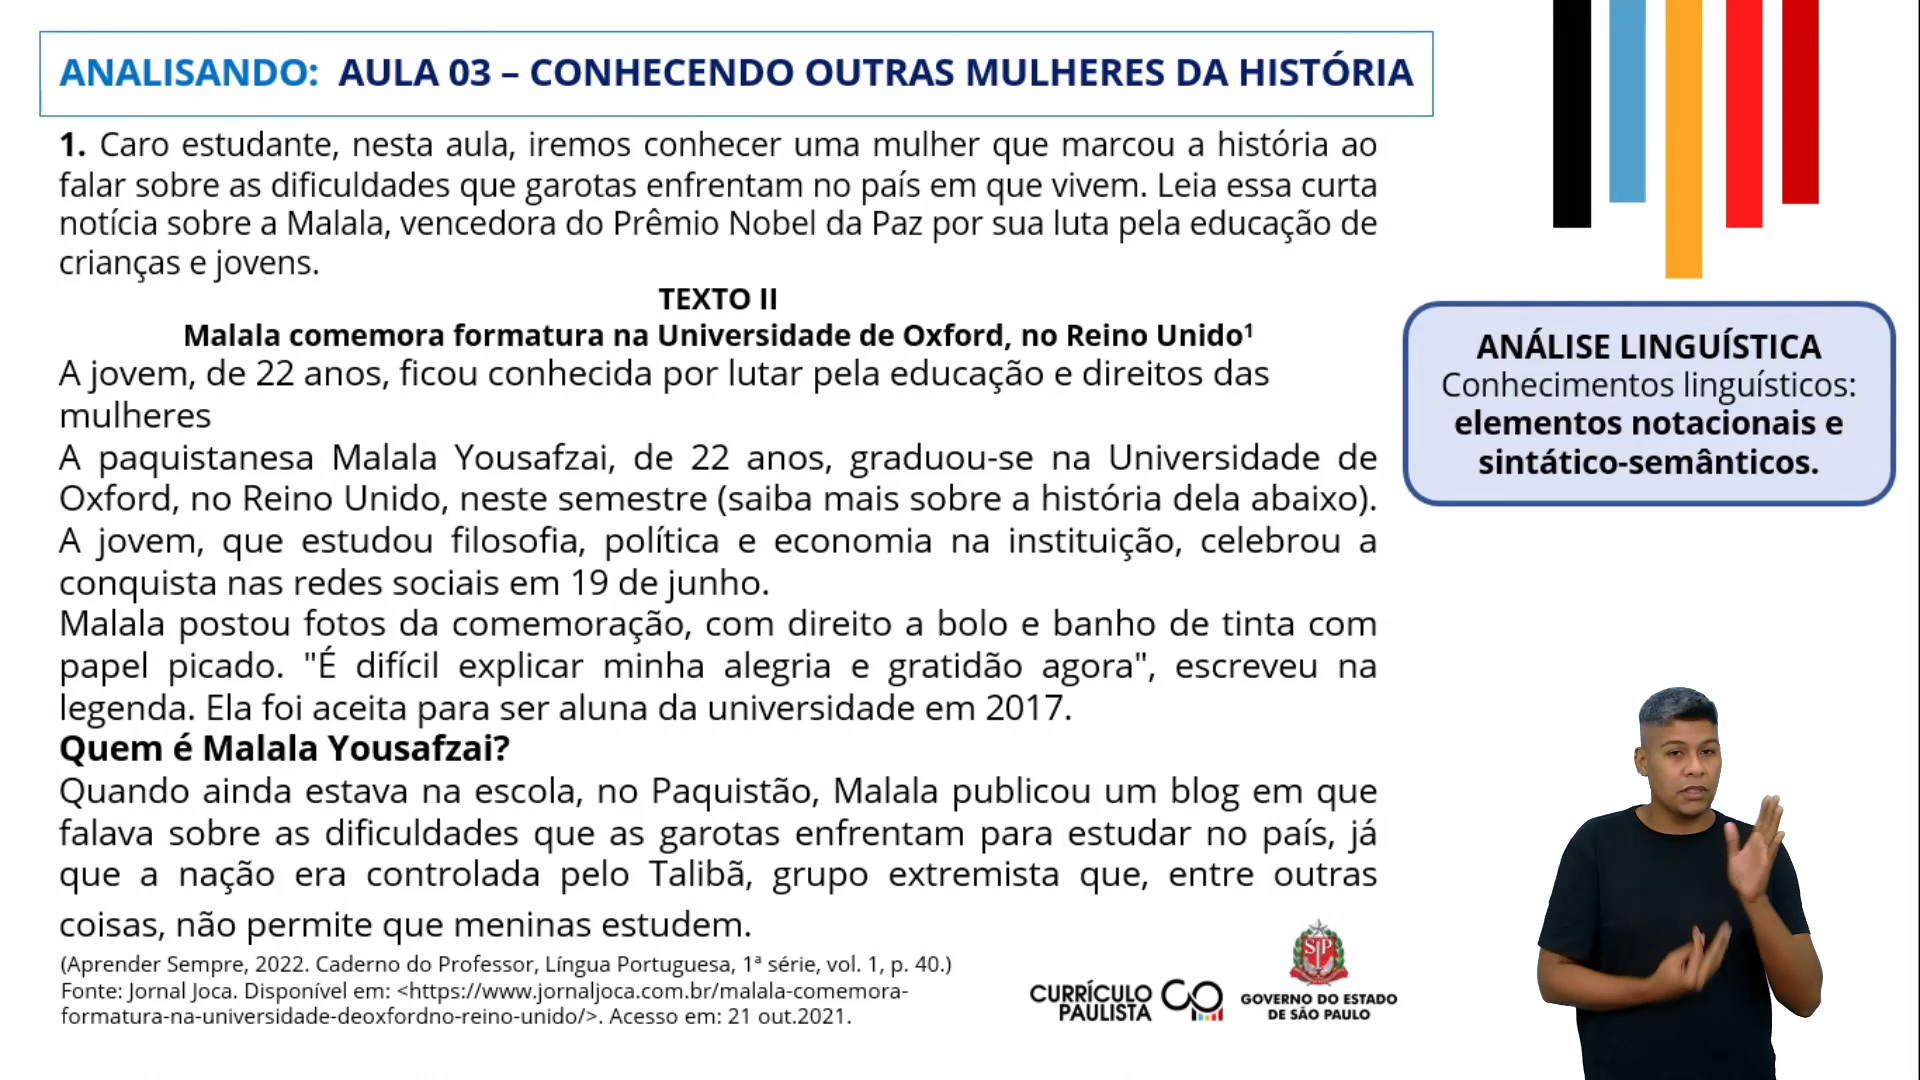 ANALISANDO: AULA 03 – CONHECENDO OUTRAS MULHERES DA HISTÓRIA
1. Caro estudante, nesta aula, iremos conhecer uma mulher que marcou a história ao
falar sobre as dificuldades que garotas enfrentam no país em que vivem. Leia essa curta
notícia sobre a Malala, vencedora do Prêmio Nobel da Paz por sua luta pela educação de
crianças e jovens.
TEXTO II
Malala comemora formatura na Universidade de Oxford, no Reino Unido¹
A jovem, de 22 anos, ficou conhecida por lutar pela educação e direitos das
mulheres
A paquistanesa Malala Yousafzai, de 22 anos, graduou-se na Universidade de
Oxford, no Reino Unido, neste semestre (saiba mais sobre a história dela abaixo).
A jovem, que estudou filosofia, política e economia na instituição, celebrou a
conquista nas redes sociais em 19 de junho.
Malala postou fotos da comemoração, com direito a bolo e banho de tinta com
papel picado. "É difícil explicar minha alegria e gratidão agora", escreveu na
legenda. Ela foi aceita para ser aluna da universidade em 2017.
Quem é Malala Yousafzai?
Quando ainda estava na escola, no Paquistão, Malala publicou um blog em que
falava sobre as dificuldades que as garotas enfrentam para estudar no país, já
que a nação era controlada pelo Talibã, grupo extremista que, entre outras
coisas, não permite que meninas estudem.
(Aprender Sempre, 2022. Caderno do Professor, Língua Portuguesa, 1ª série, vol. 1, p. 40.)
Fonte: Jornal Joca. Disponível em: <https://www.jornaljoca.com.br/malala-comemora-
formatura-na-universidade-deoxfordno-reino-unido/>. Acesso em: 21 out.2021.
ANÁLISE LINGUÍSTICA
Conhecimentos linguísticos:
elementos notacionais e
sintático-semânticos.
CURRÍCULO
PAULISTA
SP
GOVERNO DO ESTADO
DE SÃO PAULO